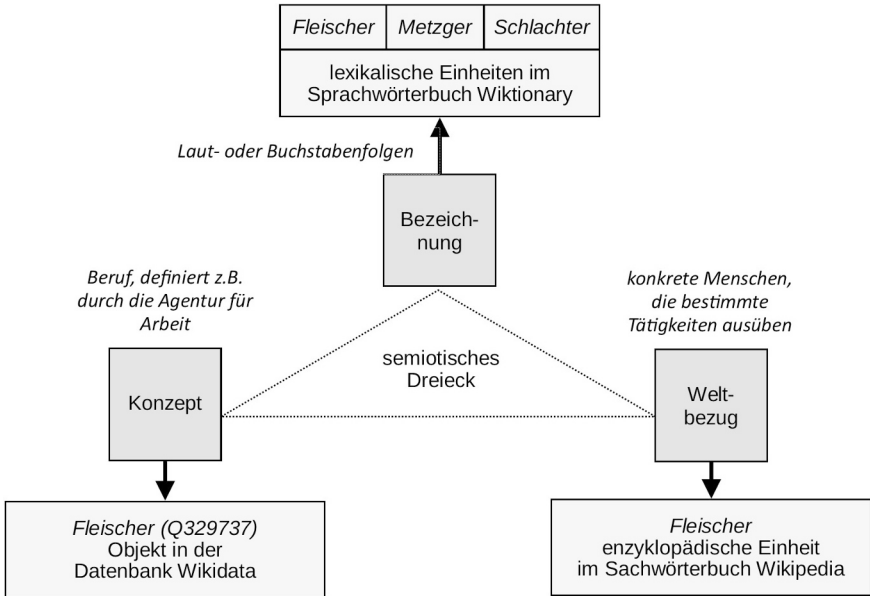 Fleischer Metzger Schlachter
lexikalische Einheiten im
Sprachwörterbuch Wiktionary
Laut- oder Buchstabenfolgen
Bezeich-
nung
Beruf, definiert z.B.
durch die Agentur für
Arbeit
konkrete Menschen,
die bestimmte
Tätigkeiten ausüben
semiotisches
Dreieck
Konzept
Welt-
bezug
Fleischer (Q329737)
Objekt in der
Datenbank Wikidata
Fleischer
enzyklopädische Einheit
im Sachwörterbuch Wikipedia